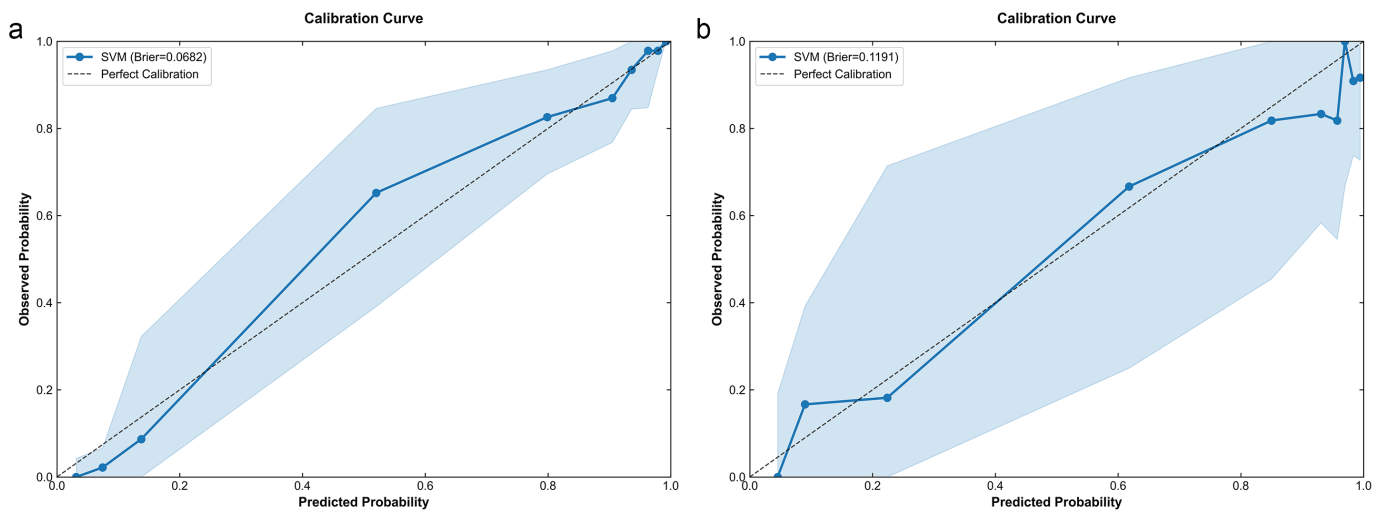 a
Calibration Curve
SVM (Brier=0.0682)
Perfect Calibration
Observed Probability
1.0
0.8
0.6
0.4
0.2
0.0
0.0 0.2 0.4 0.6 0.8 1.0
Predicted Probability
b
Calibration Curve
SVM (Brier=0.1191)
Perfect Calibration
Observed Probability
1.0
0.8
0.6
0.4
0.2
0.0
0.0 0.2 0.4 0.6 0.8 1.0
Predicted Probability